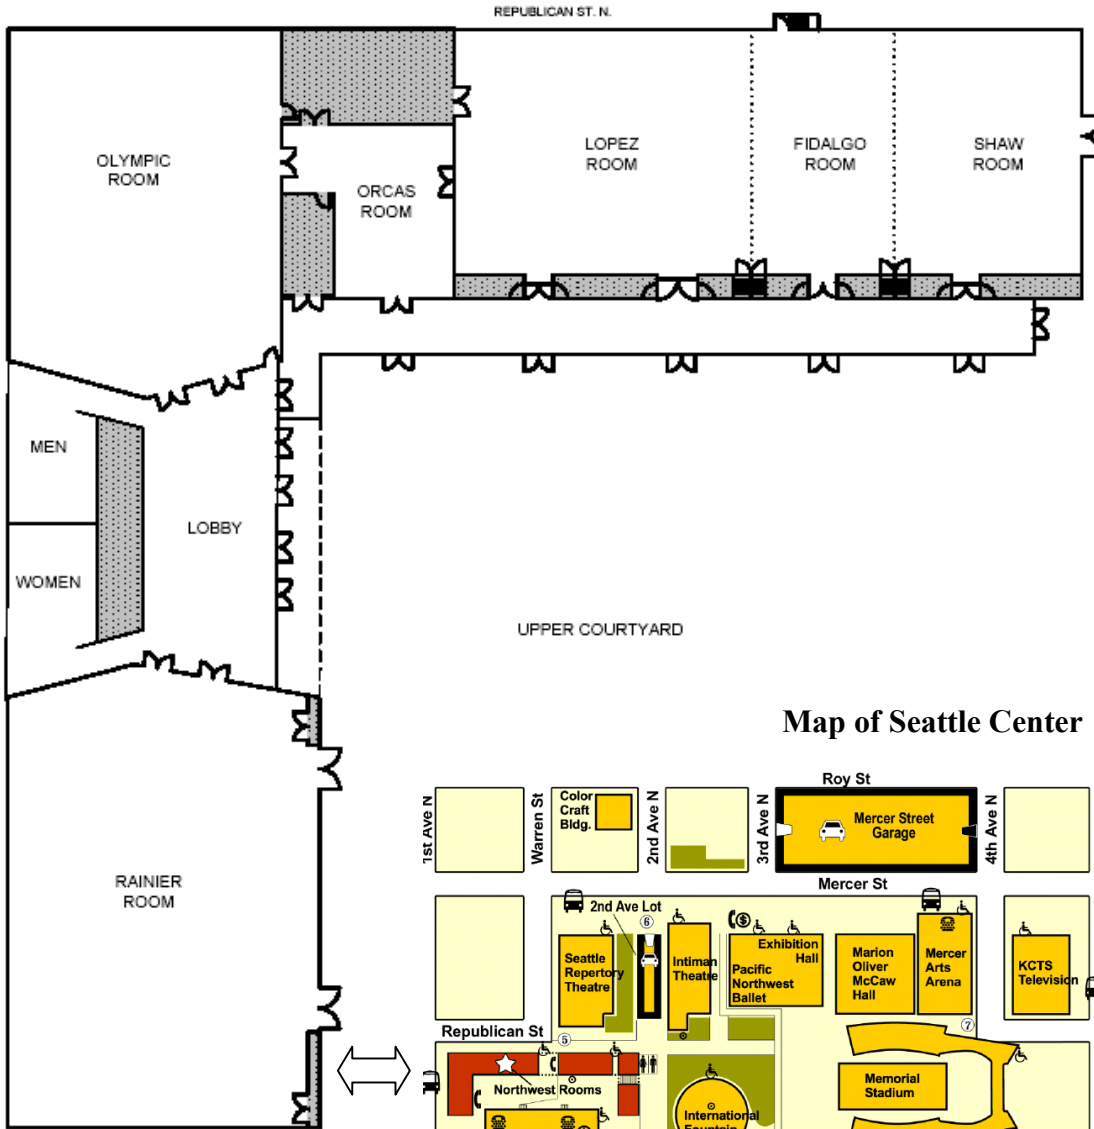 REPUBLICAN ST. N.
OLYMPIC
ROOM
ORCAS
ROOM
LOPEZ
ROOM
FIDALGO
ROOM
SHAW
ROOM
MEN
LOBBY
WOMEN
UPPER COURTYARD
RAINIER
ROOM
Map of Seattle Center
Roy St
1st Ave N
Warren St
Color
Craft
Bldg.
2nd Ave N
3rd Ave N
Mercer Street
Garage
4th Ave N
Mercer St
2nd Ave Lot
6
Seattle
Repertory
Theatre
Intiman
Theatre
$
Exhibition
Hall
Pacific
Northwest
Ballet
Marion
Oliver
McCaw
Hall
Mercer
Arts
Arena
KCTS
Television
7
Republican St
5
Northwest Rooms
Memorial
Stadium
International
Fountain